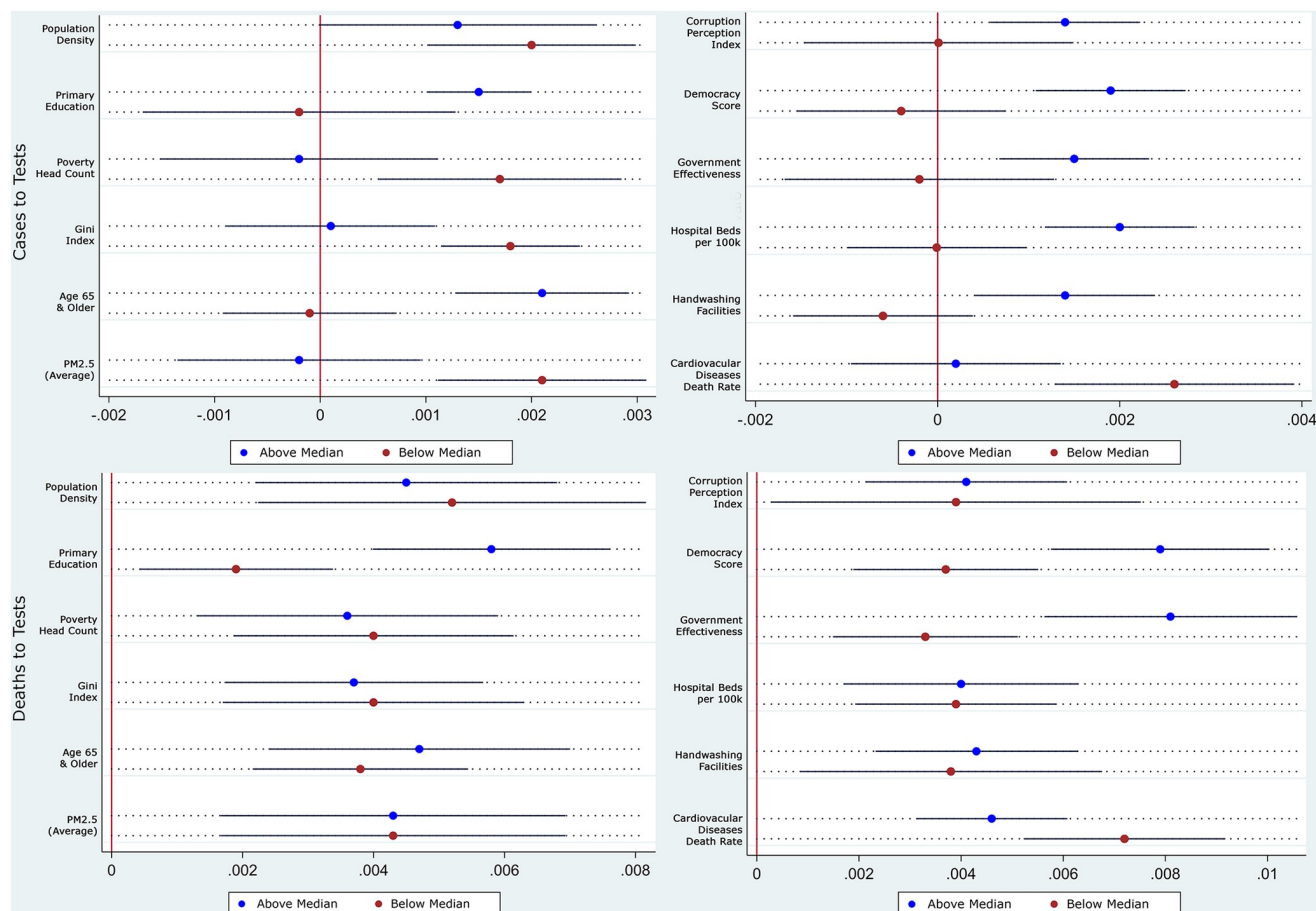 Cases to Tests
Population
Density
Primary
Education
Poverty
Head Count
Gini
Index
Age 65
& Older
PM2.5
(Average)
-.002 -.001 0 .001 .002 .003
Above Median Below Median
Corruption
Perception
Index
Democracy
Score
Government
Effectiveness
Hospital Beds
per 100k
Handwashing
Facilities
Cardiovacular
Diseases
Death Rate
-.002 0 .002 .004
Above Median Below Median
Deaths to Tests
Population
Density
Primary
Education
Poverty
Head Count
Gini
Index
Age 65
& Older
PM2.5
(Average)
0 .002 .004 .006 .008
Above Median Below Median
Corruption
Perception
Index
Democracy
Score
Government
Effectiveness
Hospital Beds
per 100k
Handwashing
Facilities
Cardiovacular
Diseases
Death Rate
0 .002 .004 .006 .008 .01
Above Median Below Median